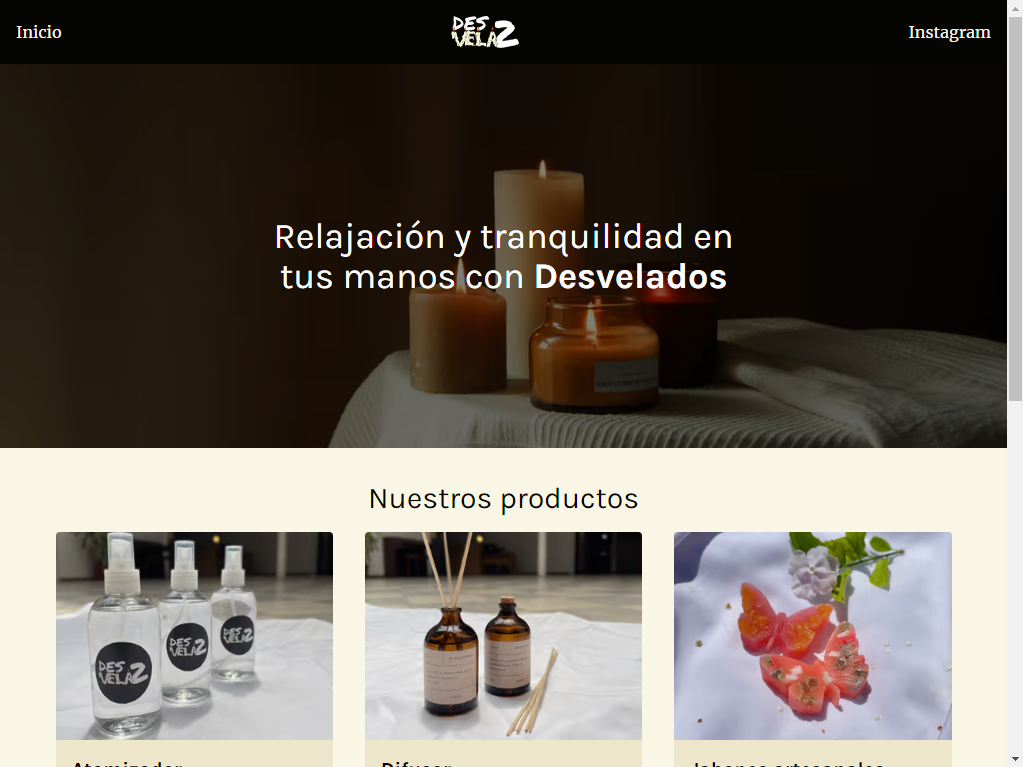 Inicio
DES
VELA2
Instagram
Relajación y tranquilidad en
tus manos con Desvelados
Nuestros productos
DES
VELA2
DES
VELA2
DES
VELA2
Atomizador
Difusor
Jabones artesanales